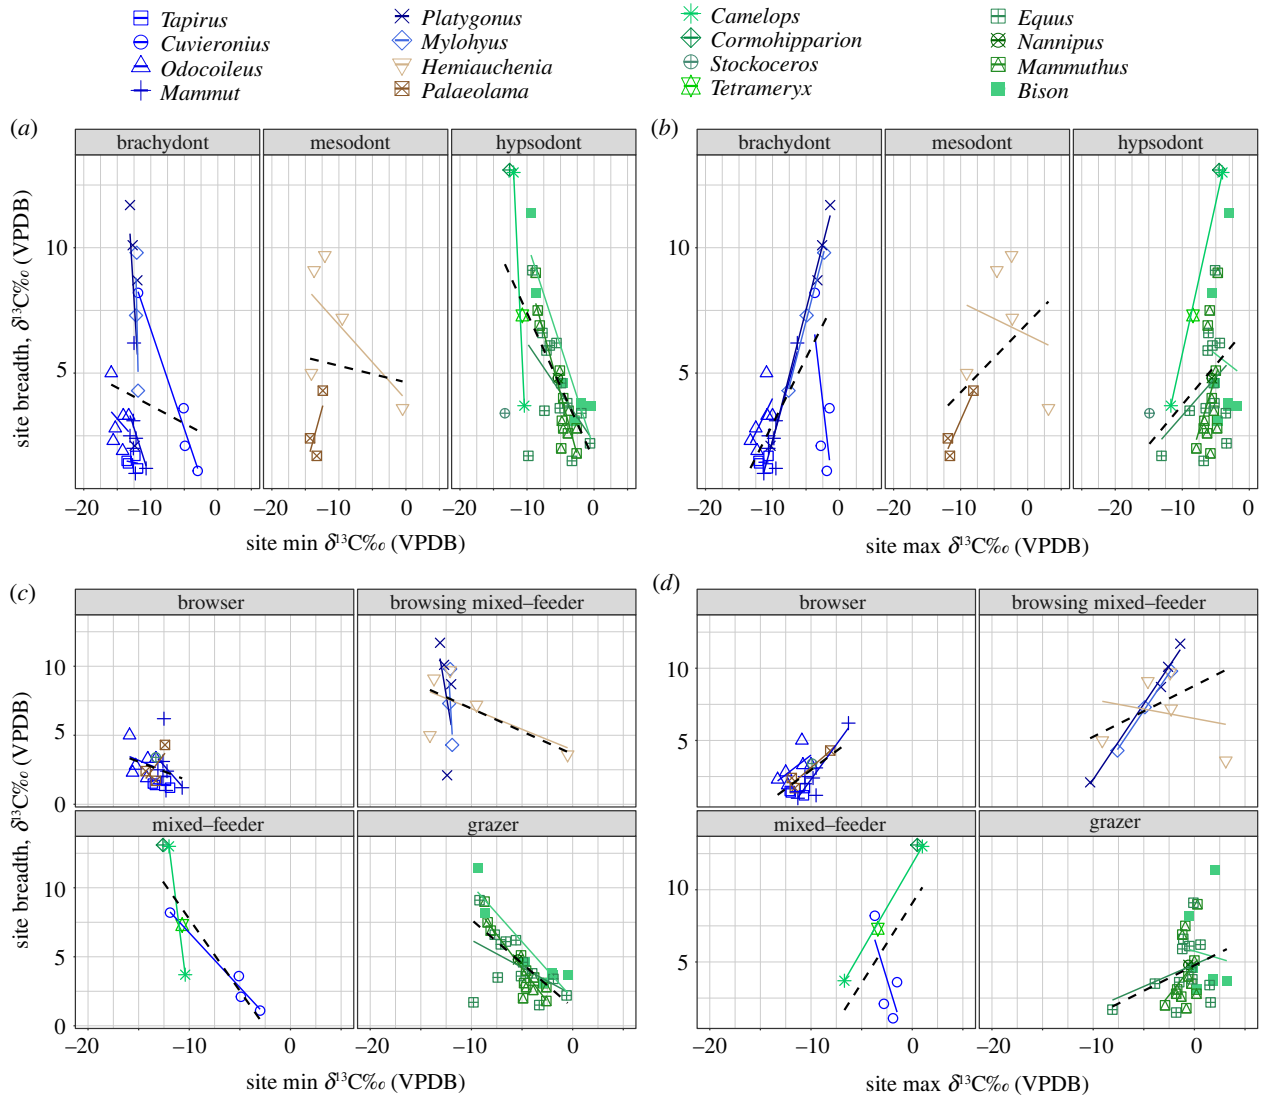 Tapirus Platygonus Camelops Equus
Cuvieronius Mylohyus Cormohipparion Nannipus
Odocoileus Hemiauchenia Stockoceros Mammuthus
Mammut Palaeolama Tetrameryx Bison
(a) (b)
brachydont mesodont hypsodont brachydont mesodont hypsodont
site breadth, δ¹³C‰ (VPDB)
10 10
5 5
−20 −10 0 −20 −10 0 −20 −10 0 −20 −10 0 −20 −10 0 −20 −10 0
site min δ¹³C‰ (VPDB) site max δ¹³C‰ (VPDB)
(c) (d)
browser browsing mixed–feeder browser browsing mixed–feeder
site breadth, δ¹³C‰ (VPDB)
10 10
5 5
0
mixed–feeder grazer mixed–feeder grazer
10 10
5 5
0
−20 −10 0 −20 −10 0 −20 −10 0 −20 −10 0
site min δ¹³C‰ (VPDB) site max δ¹³C‰ (VPDB)